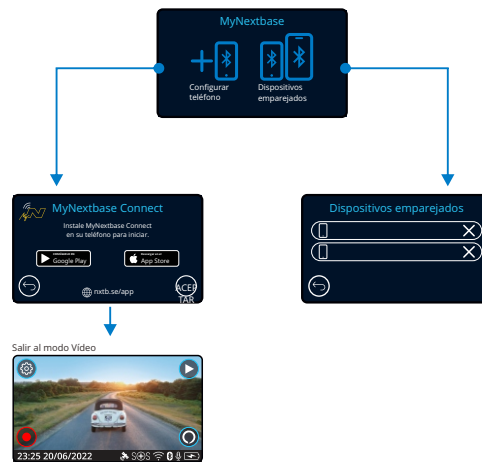 MyNextbase
Configurar
teléfono
Dispositivos
emparejados
MyNextbase Connect
Instale MyNextbase Connect
en su teléfono para iniciar.
Google Play
App Store
nxtb.se/app
ACEP
TAR
Dispositivos emparejados
Salir al modo Vídeo
23:25 20/06/2022
SOS